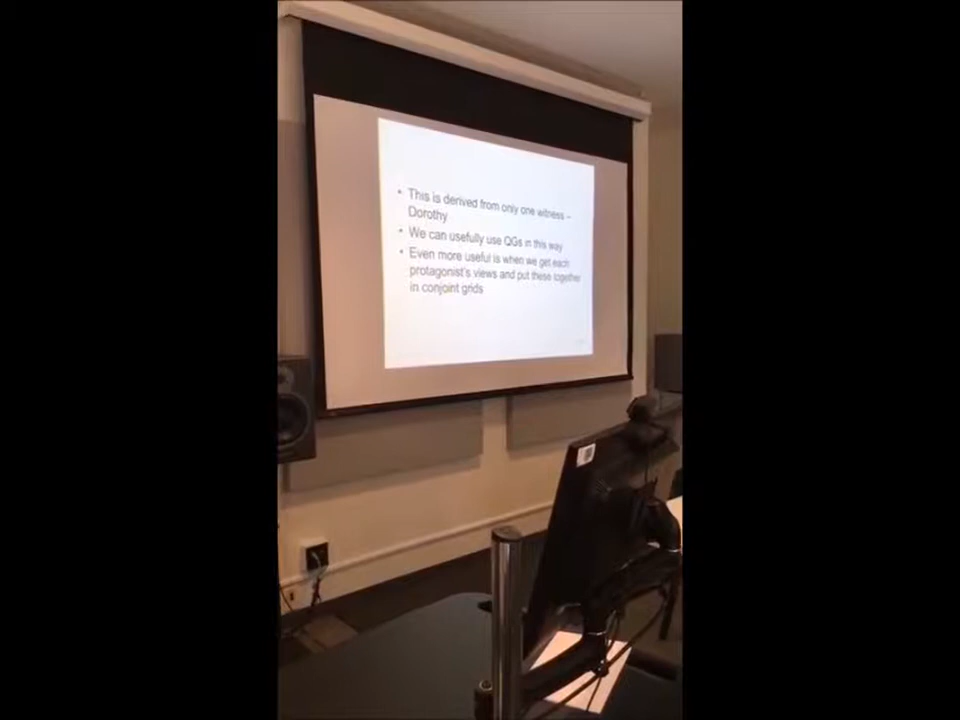 • This is derived from only one witness –
Dorothy
• We can usefully use QGs in this way
• Even more useful is when we get each
protagonist's views and put these together
in conjoint grids